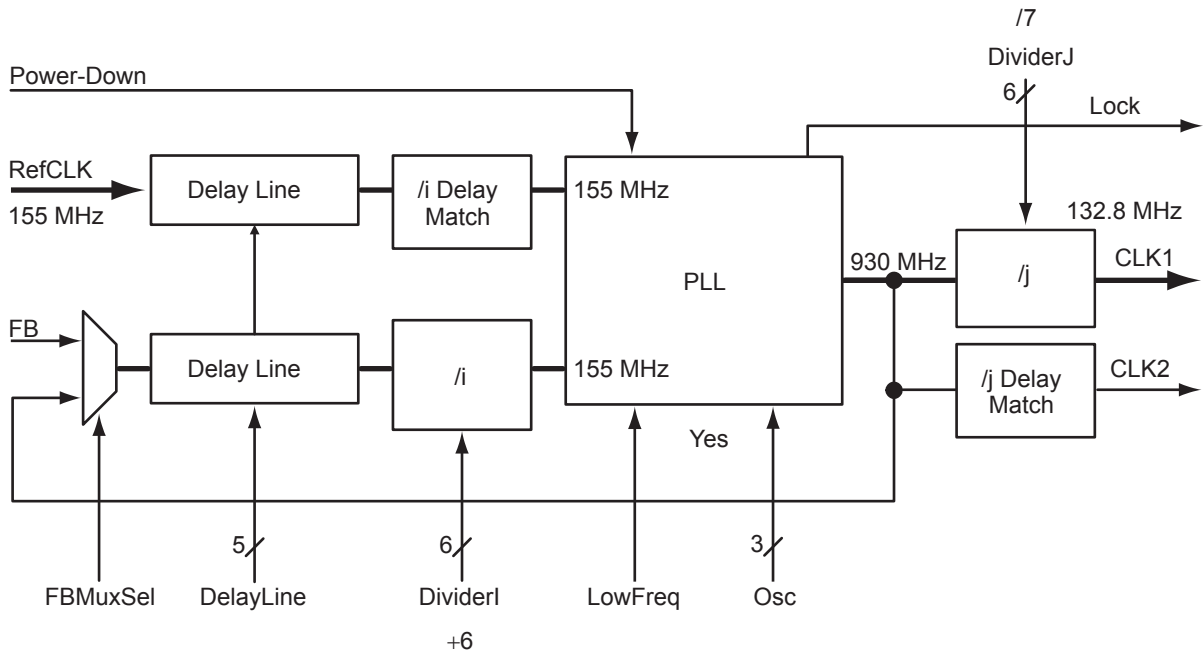 /7
DividerJ
Power-Down
6
Lock
RefCLK
155 MHz
Delay Line
/i Delay
Match
155 MHz
PLL
930 MHz
132.8 MHz
/j
CLK1
FB
Delay Line
/i
155 MHz
/j Delay
Match
CLK2
Yes
5
6
3
FBMuxSel
DelayLine
DividerI
LowFreq
Osc
+6